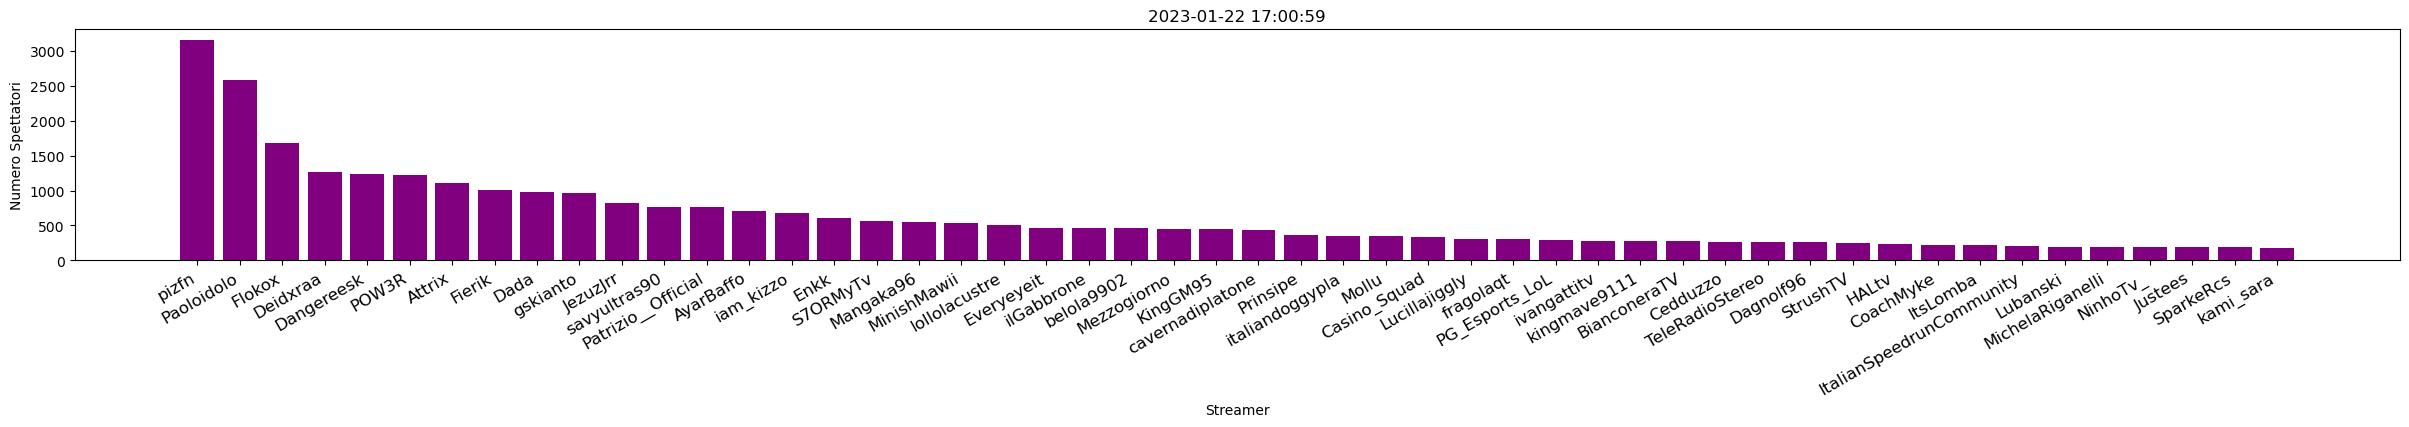 2023-01-22 17:00:59
Numero Spettatori
3000
2500
2000
1500
1000
500
0
pizfn
Paoloidolo
Flokox
Deidxraa
Dangereesk
POW3R
Attrix
Fierik
Dada
gskianto
JezuzJrr
savyultras90
Patrizio__Official
AyarBaffo
iam_kizzo
Enkk
S7ORMyTv
Mangaka96
MinishMawii
lollolacustre
Everyeyeit
ilGabbrone
belola9902
Mezzogiorno
KingGM95
cavernadiplatone
Prinsipe
italiandoggypla
Mollu
Casino_Squad
Lucillajiggly
fragolaqt
PG_Esports_LoL
ivangattitv
kingmave9111
BianconeraTV
Cedduzzo
TeleRadioStereo
Dagnolf96
StrushTV
HALtv
CoachMyke
ItsLomba
ItalianSpeedrunCommunity
Lubanski
MichelaRiganelli
NinhoTv_
Justees
SparkeRcs
kami_sara
Streamer